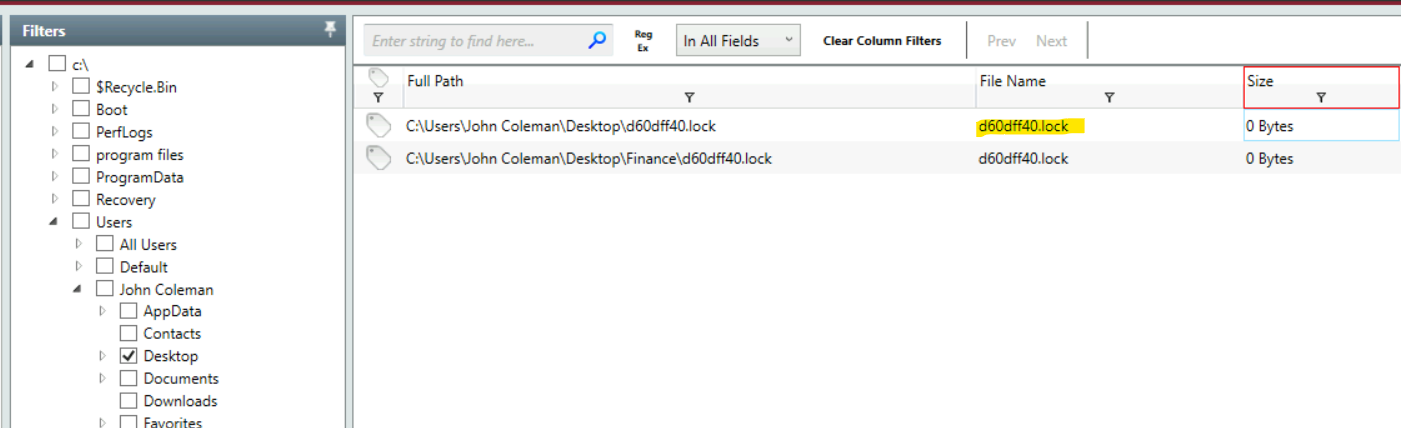 Filters
c:\
$Recycle.Bin
Boot
PerfLogs
program files
ProgramData
Recovery
Users
All Users
Default
John Coleman
AppData
Contacts
Desktop
Documents
Downloads
Favorites
Enter string to find here... Reg Ex In All Fields Clear Column Filters Prev Next
Full Path File Name Size
C:\Users\John Coleman\Desktop\d60dff40.lock d60dff40.lock 0 Bytes
C:\Users\John Coleman\Desktop\Finance\d60dff40.lock d60dff40.lock 0 Bytes